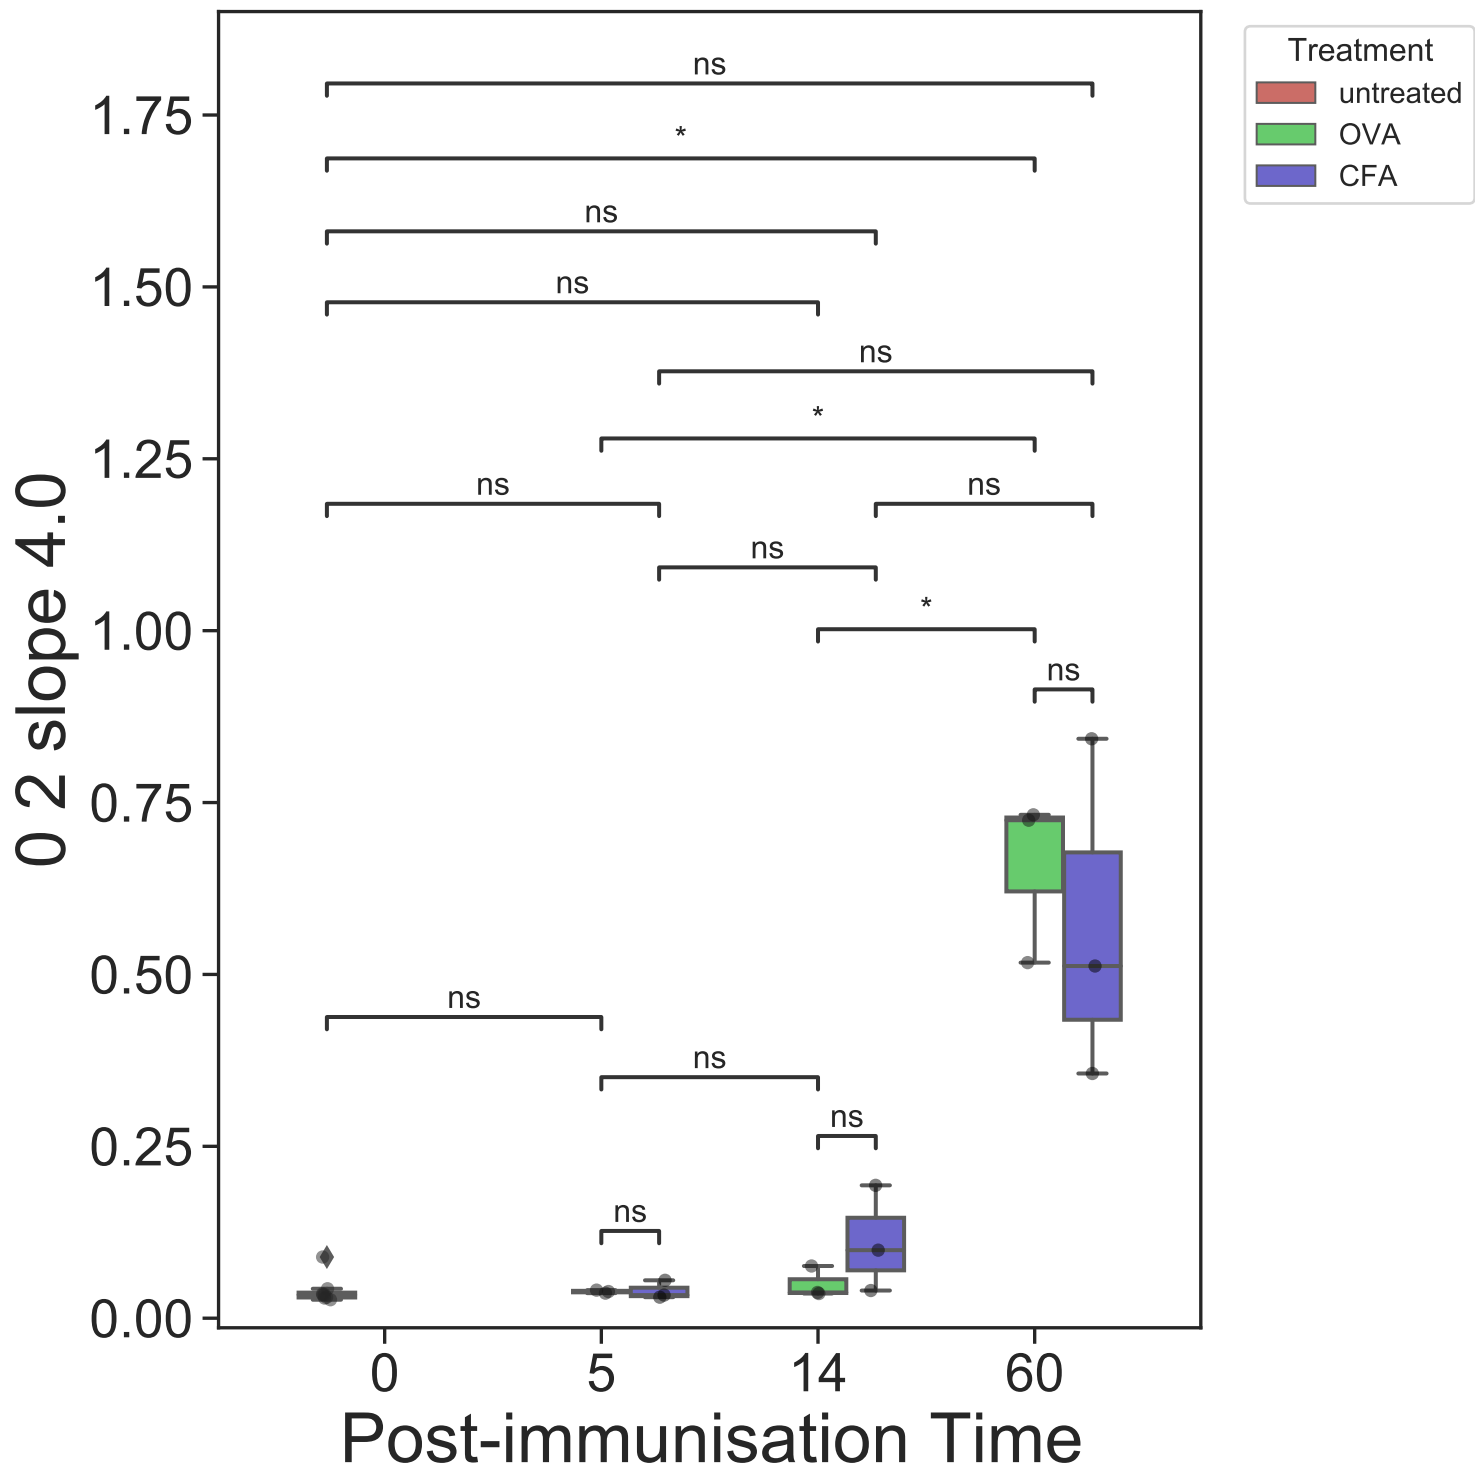 ns
Treatment
untreated
1.75
*
OVA
CFA
ns
1.50
ns
ns
*
1.25
ns
ns
ns
*
1.00
ns
0 2 slope 4.0
0.75
0.50
ns
ns
0.25
ns
ns
0.00
0 5 14 60
Post-immunisation Time